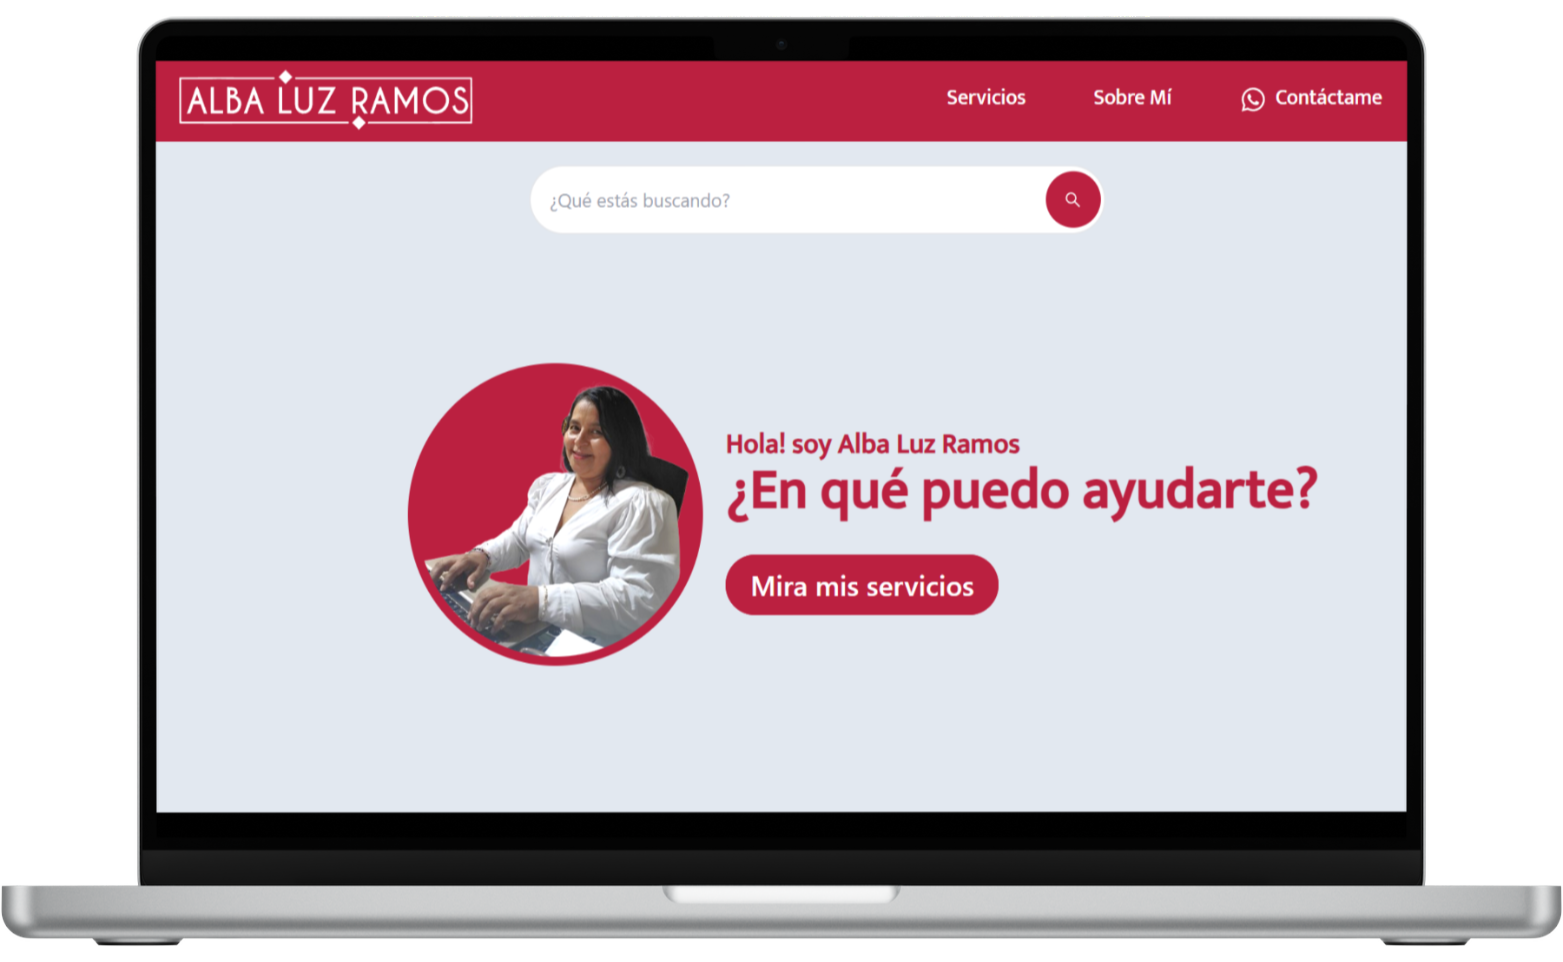 ALBA LUZ RAMOS
Servicios
Sobre Mí
Contáctame
¿Qué estás buscando?
Hola! soy Alba Luz Ramos
¿En qué puedo ayudarte?
Mira mis servicios